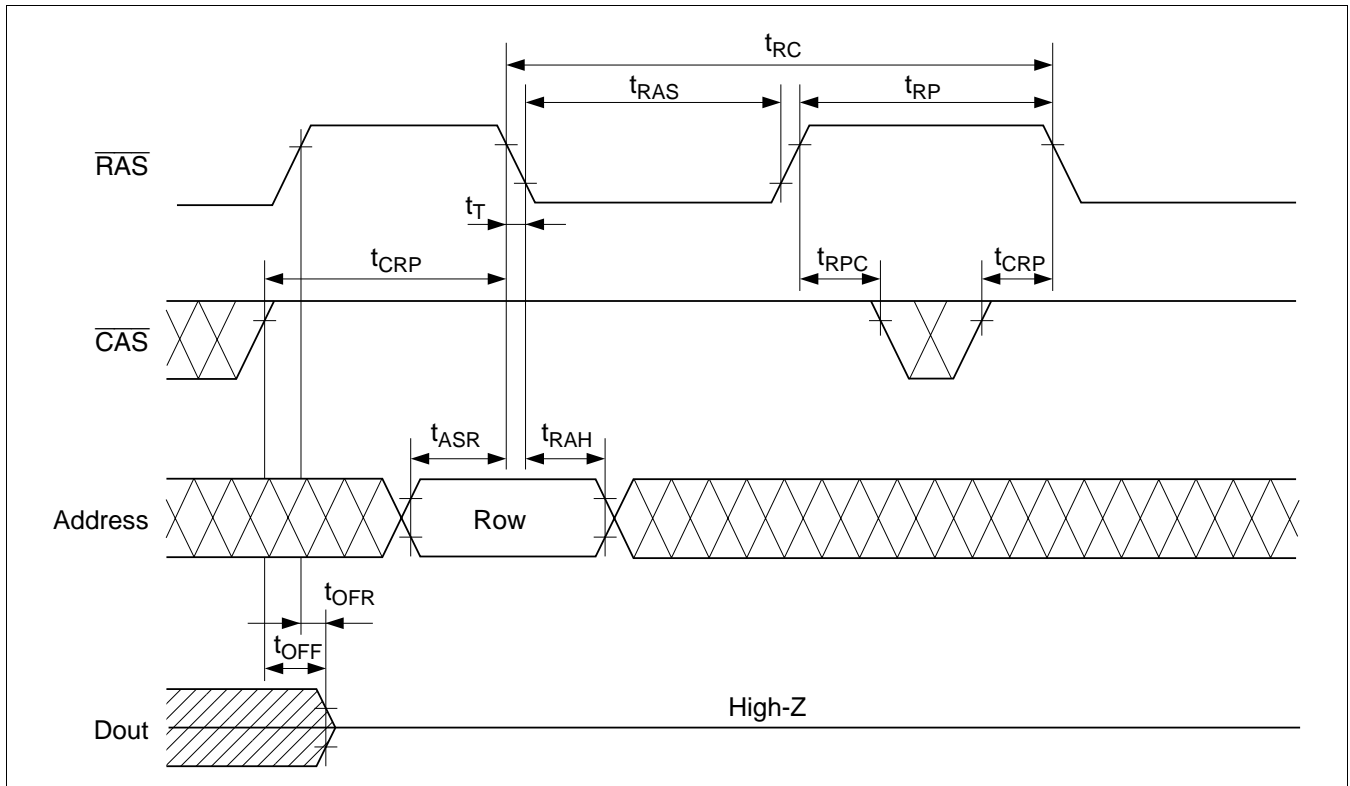 tRC
tRAS
tRP
RAS
tT
tCRP
tRPC
tCRP
CAS
tASR
tRAH
Address
Row
tOFR
tOFF
High-Z
Dout